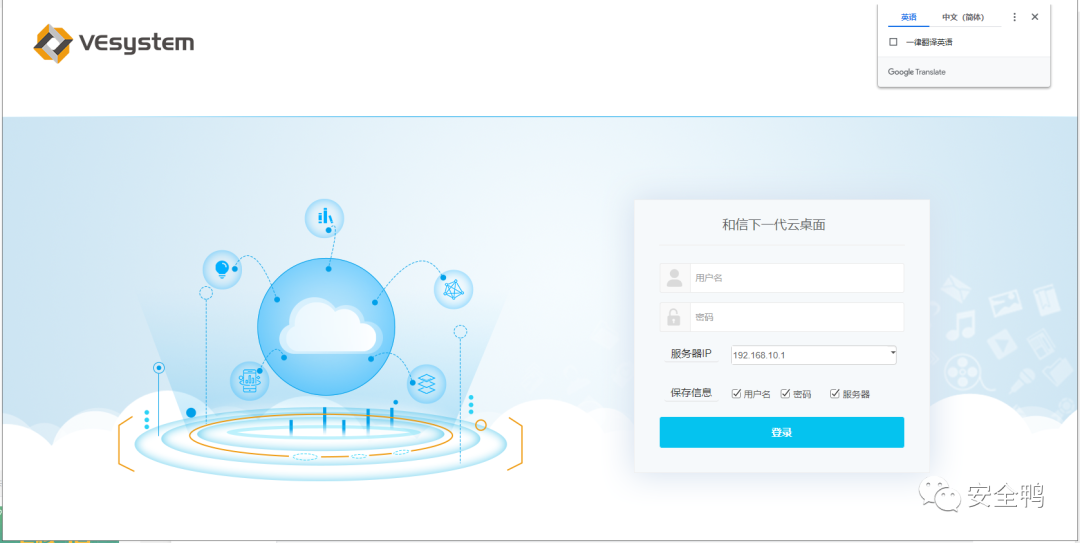 英语 中文（简体）
一律翻译英语
Google Translate
VEsystem
和信下一代云桌面
用户名
密码
服务器IP 192.168.10.1
保存信息 用户名 密码 服务器
登录
安全鸭